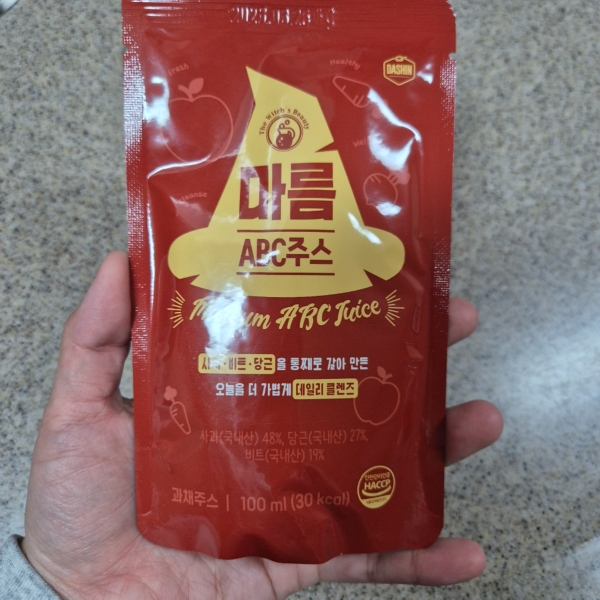 Fresh
Healthy
DASHIN
The Witch's Beauty
마름
ABC주스
ABC Juice
사과·비트·당근 을 통째로 갈아 만든
오늘을 더 가볍게 데일리 클렌즈
사과(국내산) 48%, 당근(국내산) 27%,
비트(국내산) 19%
과채주스 | 100 ml (30 kcal)
HACCP